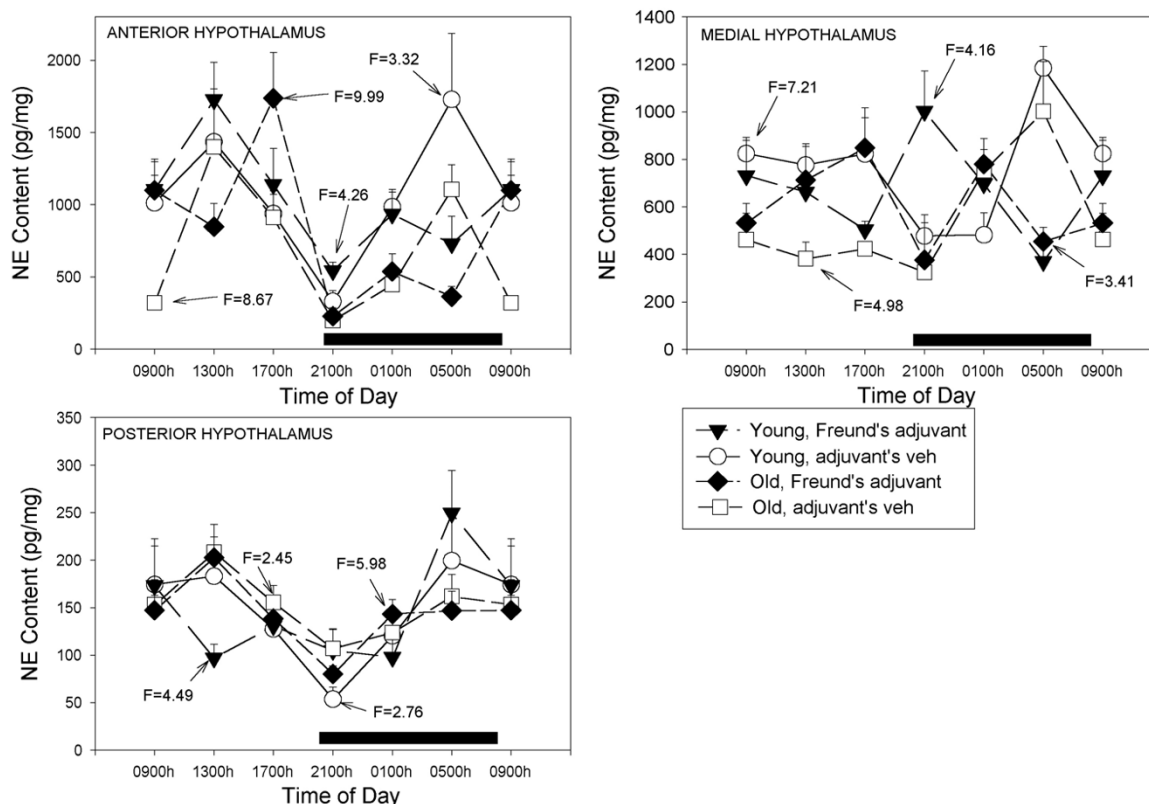 ANTERIOR HYPOTHALAMUS
NE Content (pg/mg)
2000
1500
1000
500
0
F=3.32
F=9.99
F=4.26
F=8.67
0900h 1300h 1700h 2100h 0100h 0500h 0900h
Time of Day
MEDIAL HYPOTHALAMUS
NE Content (pg/mg)
1400
1200
1000
800
600
400
200
0
F=4.16
F=7.21
F=3.41
F=4.98
0900h 1300h 1700h 2100h 0100h 0500h 0900h
Time of Day
POSTERIOR HYPOTHALAMUS
NE Content (pg/mg)
350
300
250
200
150
100
50
0
F=2.45
F=5.98
F=4.49
F=2.76
0900h 1300h 1700h 2100h 0100h 0500h 0900h
Time of Day
Young, Freund's adjuvant
Young, adjuvant's veh
Old, Freund's adjuvant
Old, adjuvant's veh